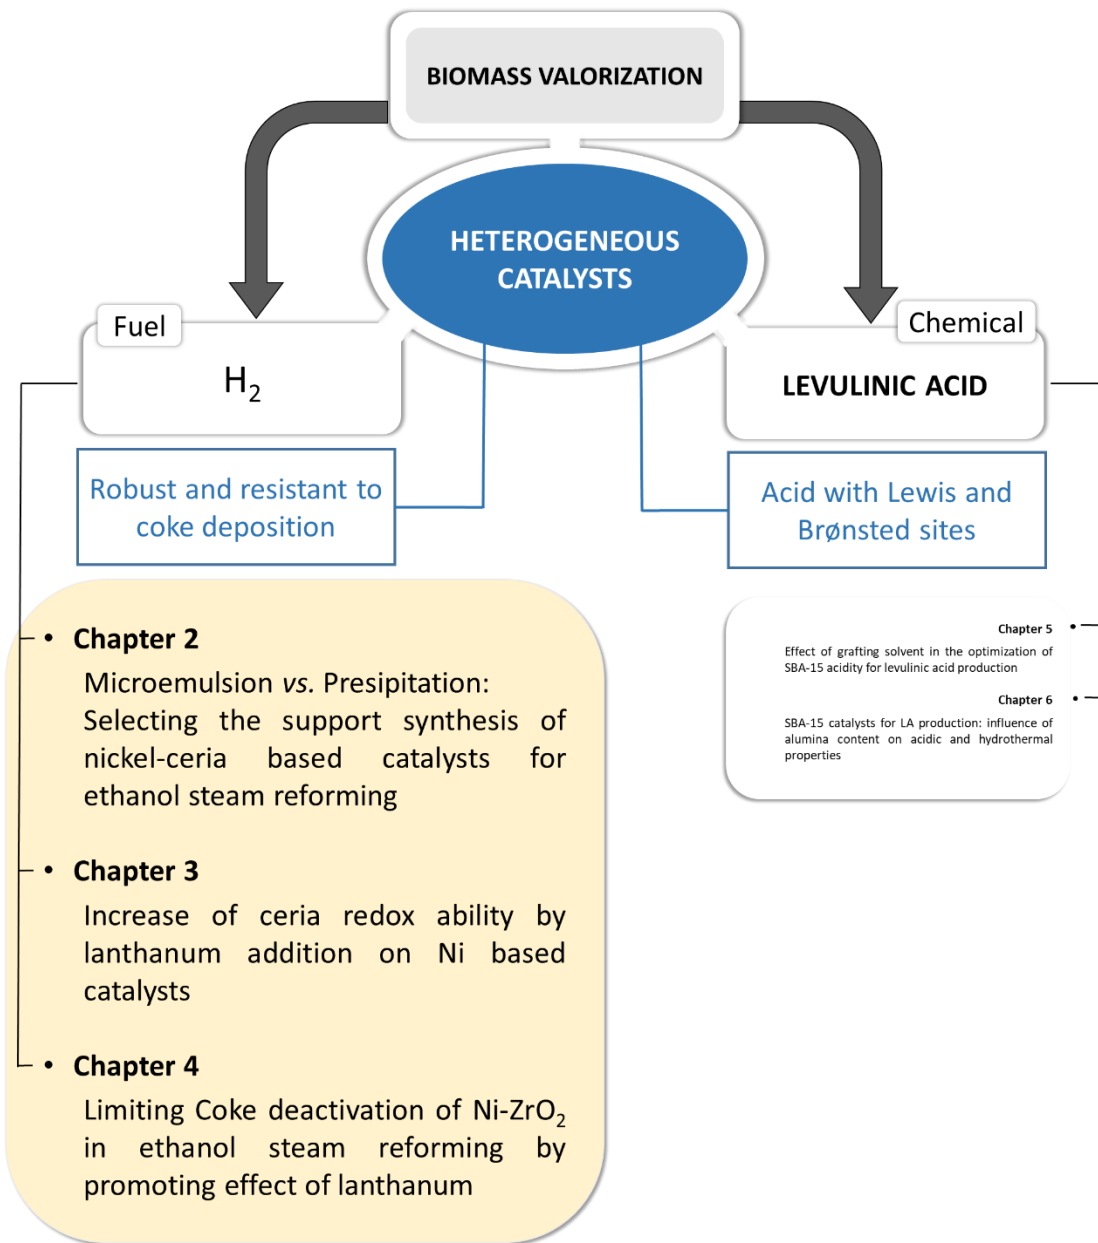 BIOMASS VALORIZATION
HETEROGENEOUS
CATALYSTS
Fuel
H₂
Chemical
LEVULINIC ACID
Robust and resistant to
coke deposition
Acid with Lewis and
Brønsted sites
• Chapter 2
Microemulsion vs. Presipitation:
Selecting the support synthesis of
nickel-ceria based catalysts for
ethanol steam reforming
• Chapter 3
Increase of ceria redox ability by
lanthanum addition on Ni based
catalysts
• Chapter 4
Limiting Coke deactivation of Ni-ZrO₂
in ethanol steam reforming by
promoting effect of lanthanum
Chapter 5 •
Effect of grafting solvent in the optimization of
SBA-15 acidity for levulinic acid production
Chapter 6 •
SBA-15 catalysts for LA production: influence of
alumina content on acidic and hydrothermal
properties